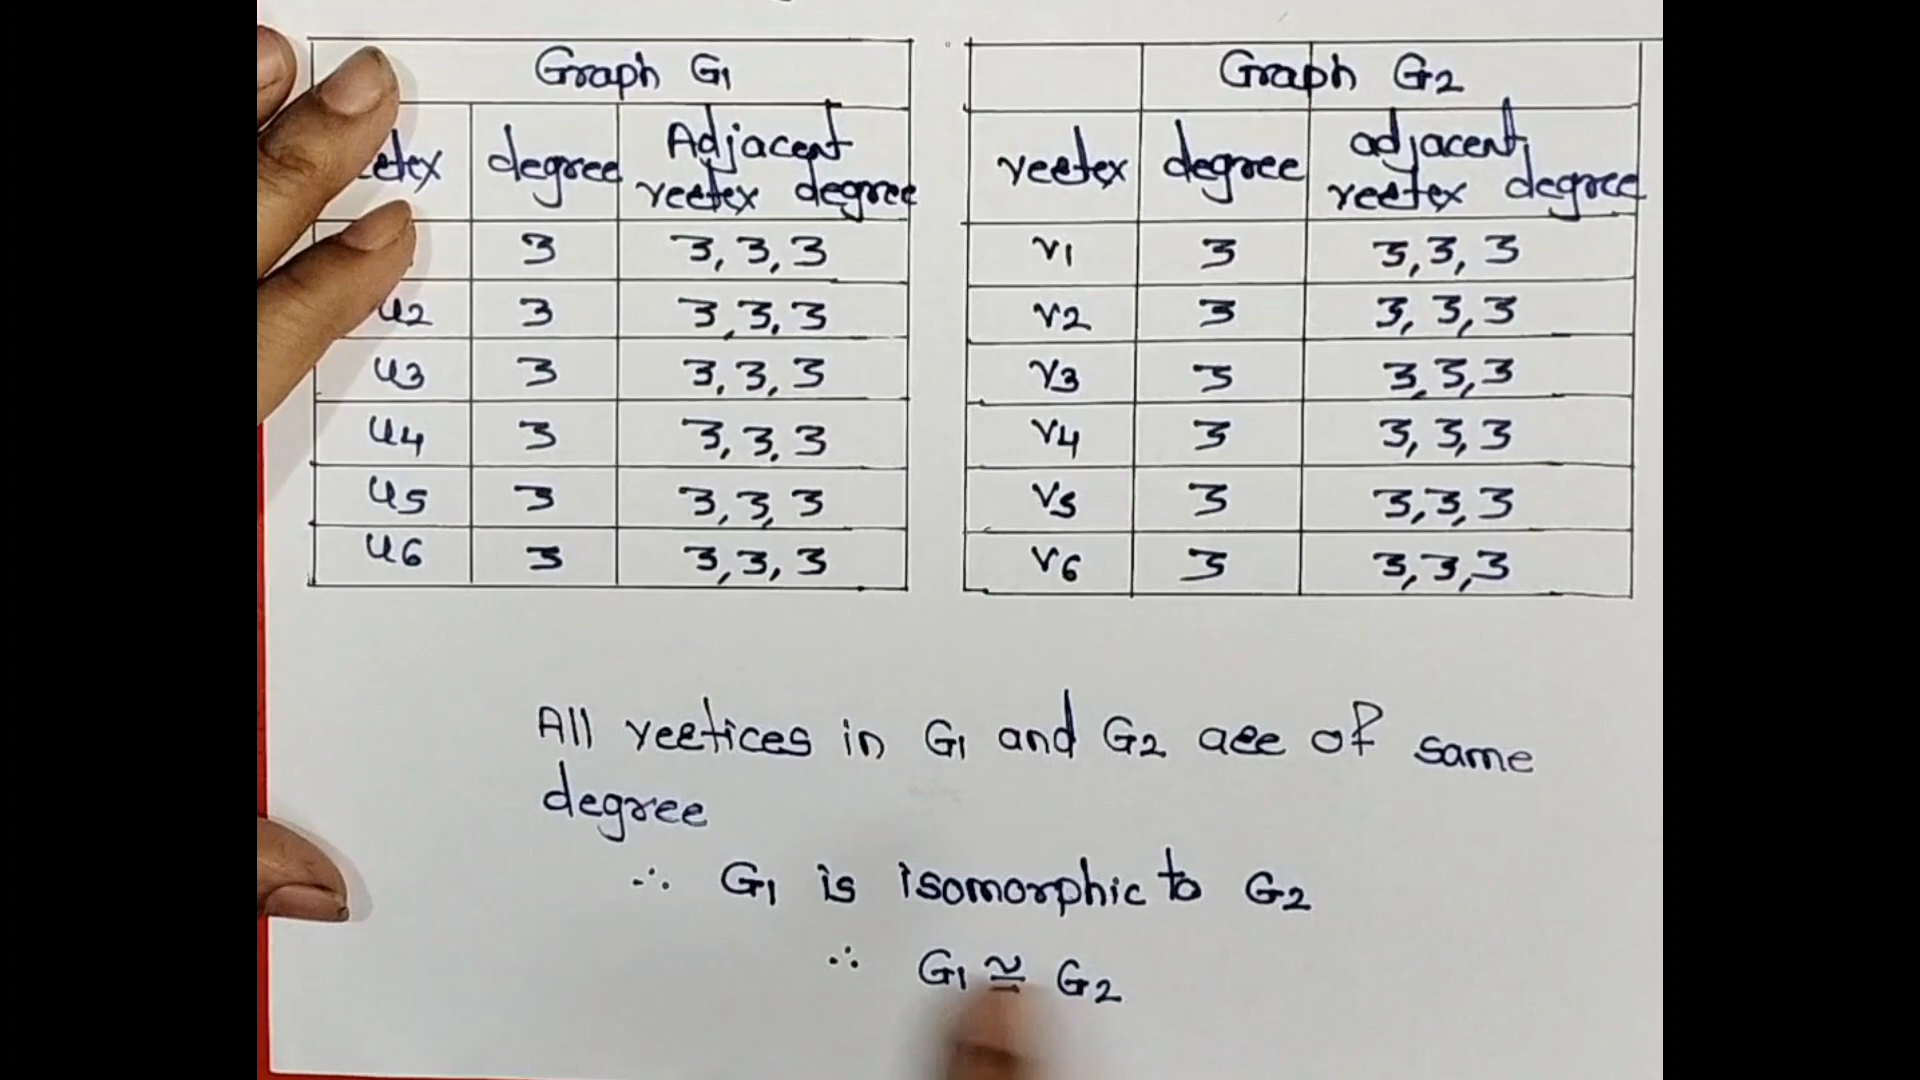 Graph G1
etex degree Adjacent vertex degree
3 3, 3, 3
u2 3 3, 3, 3
u3 3 3, 3, 3
u4 3 3, 3, 3
u5 3 3, 3, 3
u6 3 3, 3, 3
Graph G2
vertex degree adjacent vertex degree
v1 3 3, 3, 3
v2 3 3, 3, 3
v3 3 3, 3, 3
v4 3 3, 3, 3
v5 3 3, 3, 3
v6 3 3, 3, 3
All vertices in G1 and G2 are of same
degree
∴ G1 is isomorphic to G2
∴ G1 ≅ G2